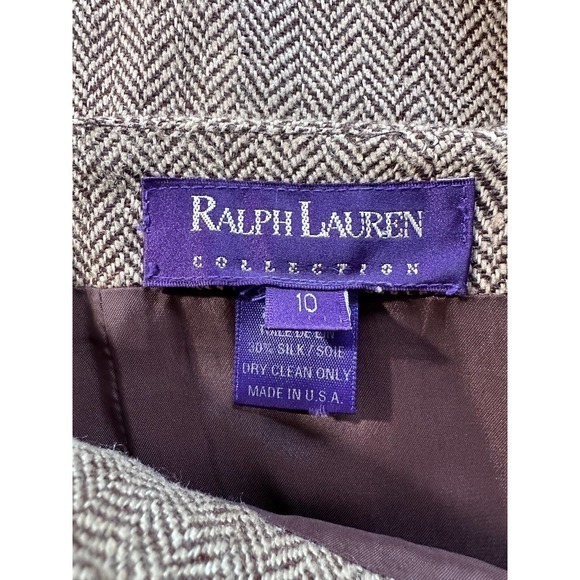 RALPH LAUREN
COLLECTION
10
SILK / SOIE
DRY CLEAN ONLY
MADE IN U.S.A.